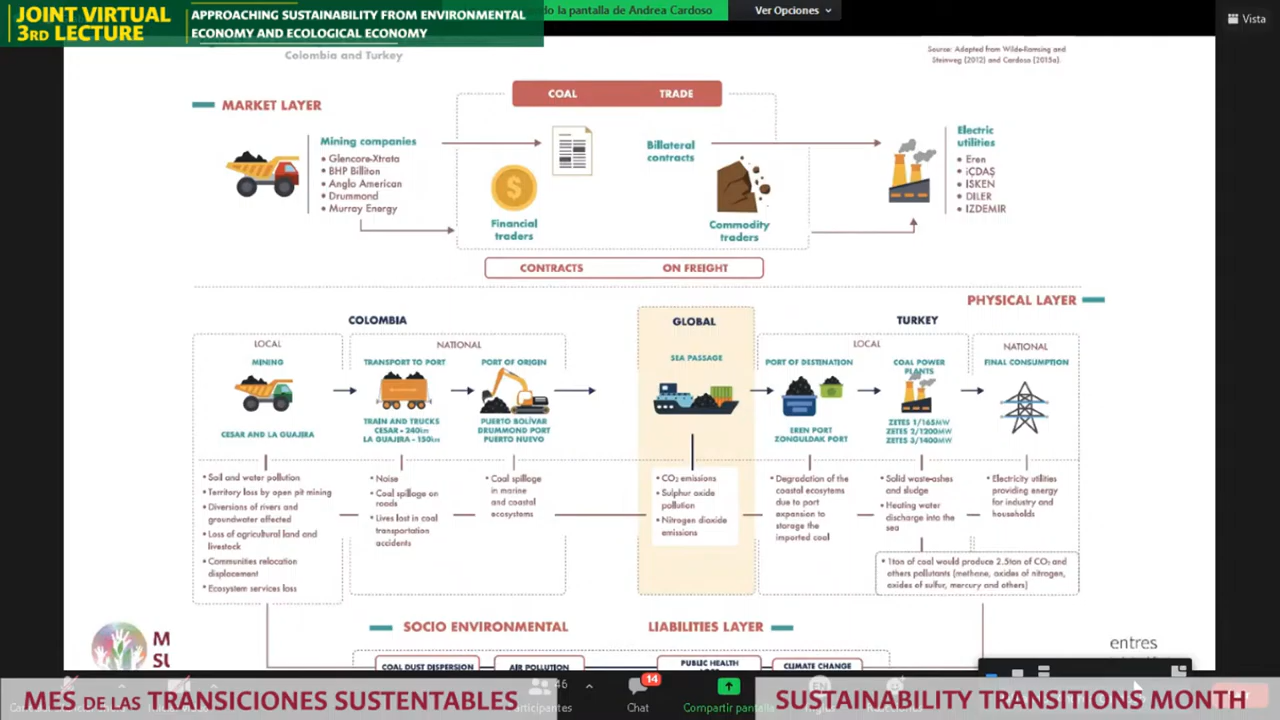 JOINT VIRTUAL
3RD LECTURE
APPROACHING SUSTAINABILITY FROM ENVIRONMENTAL
ECONOMY AND ECOLOGICAL ECONOMY
la pantalla de Andrea Cardoso
Ver Opciones
Vista
Colombia and Turkey
Source: Adapted from Wilde-Ramsing and
Steinweg (2012) and Cardoso (2015a).
MARKET LAYER
COAL TRADE
Mining companies
• Glencore-Xtrata
• BHP Billiton
• Anglo American
• Drummond
• Murray Energy
Financial
traders
Billateral
contracts
Commodity
traders
Electric
utilities
• Eren
• iÇDAŞ
• ISKEN
• DILER
• IZDEMIR
CONTRACTS ON FREIGHT
PHYSICAL LAYER
COLOMBIA
GLOBAL
TURKEY
LOCAL
NATIONAL
LOCAL
NATIONAL
MINING
TRANSPORT TO PORT
PORT OF ORIGIN
SEA PASSAGE
PORT OF DESTINATION
COAL POWER
PLANTS
FINAL CONSUMPTION
CESAR AND LA GUAJIRA
TRAIN AND TRUCKS
CESAR - 240km
LA GUAJIRA - 150km
PUERTO BOLÍVAR
DRUMMOND PORT
PUERTO NUEVO
EREN PORT
ZONGULDAK PORT
ZETES 1/165MW
ZETES 2/1200MW
ZETES 3/1400MW
• Soil and water pollution
• Territory loss by open pit mining
• Diversions of rivers and
groundwater affected
• Loss of agricultural land and
livestock
• Communities relocation
displacement
• Ecosystem services loss
• Noise
• Coal spillage on
roads
• Lives lost in coal
transportation
accidents
• Coal spillage
in marine
and coastal
ecosystems
• CO₂ emissions
• Sulphur oxide
pollution
• Nitrogen dioxide
emissions
• Degradation of the
coastal ecosytems
due to port
expansion to
storage the
imported coal
• Solid waste-ashes
and sludge
• Heating water
discharge into the
sea
• Electricity utilities
providing energy
for industry and
households
• 1ton of coal would produce 2.5ton of CO₂ and
others pollutants (methane, oxides of nitrogen,
oxides of sulfur, mercury and others)
SOCIO ENVIRONMENTAL LIABILITIES LAYER
COAL DUST DISPERSION
AIR POLLUTION
PUBLIC HEALTH
CLIMATE CHANGE
M
entres
46
14
Chat
Compartir pantalla
MES DE LAS TRANSICIONES SUSTENTABLES
SUSTAINABILITY TRANSITIONS MONTH